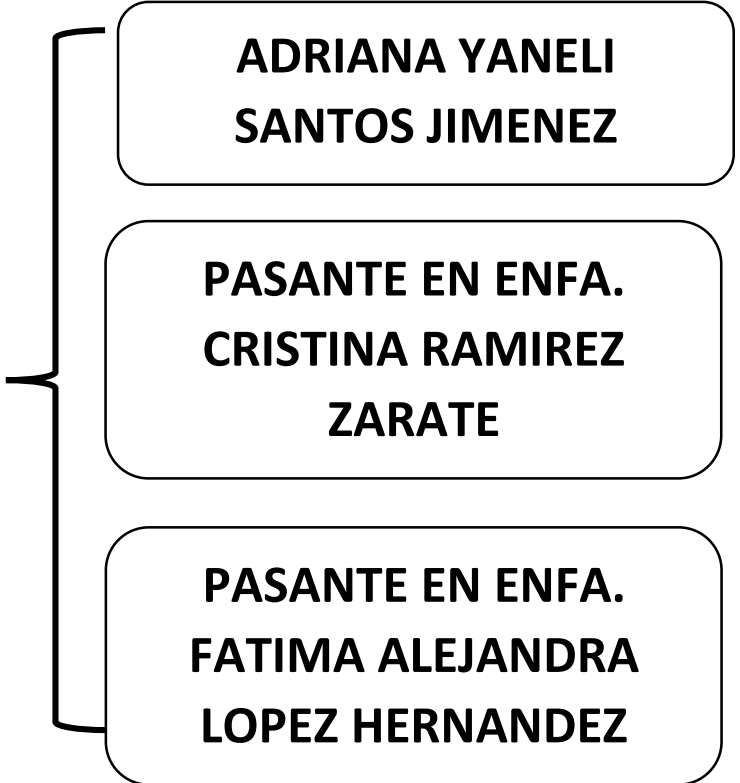 ADRIANA YANELI
SANTOS JIMENEZ
PASANTE EN ENFA.
CRISTINA RAMIREZ
ZARATE
PASANTE EN ENFA.
FATIMA ALEJANDRA
LOPEZ HERNANDEZ